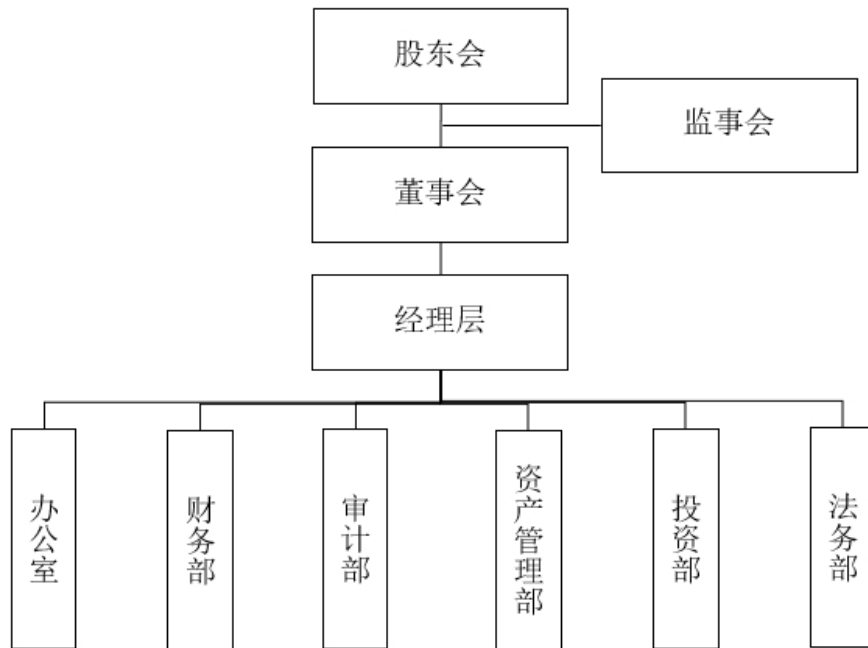 股东会
监事会
董事会
经理层
办公室
财务部
审计部
资产管理部
投资部
法务部